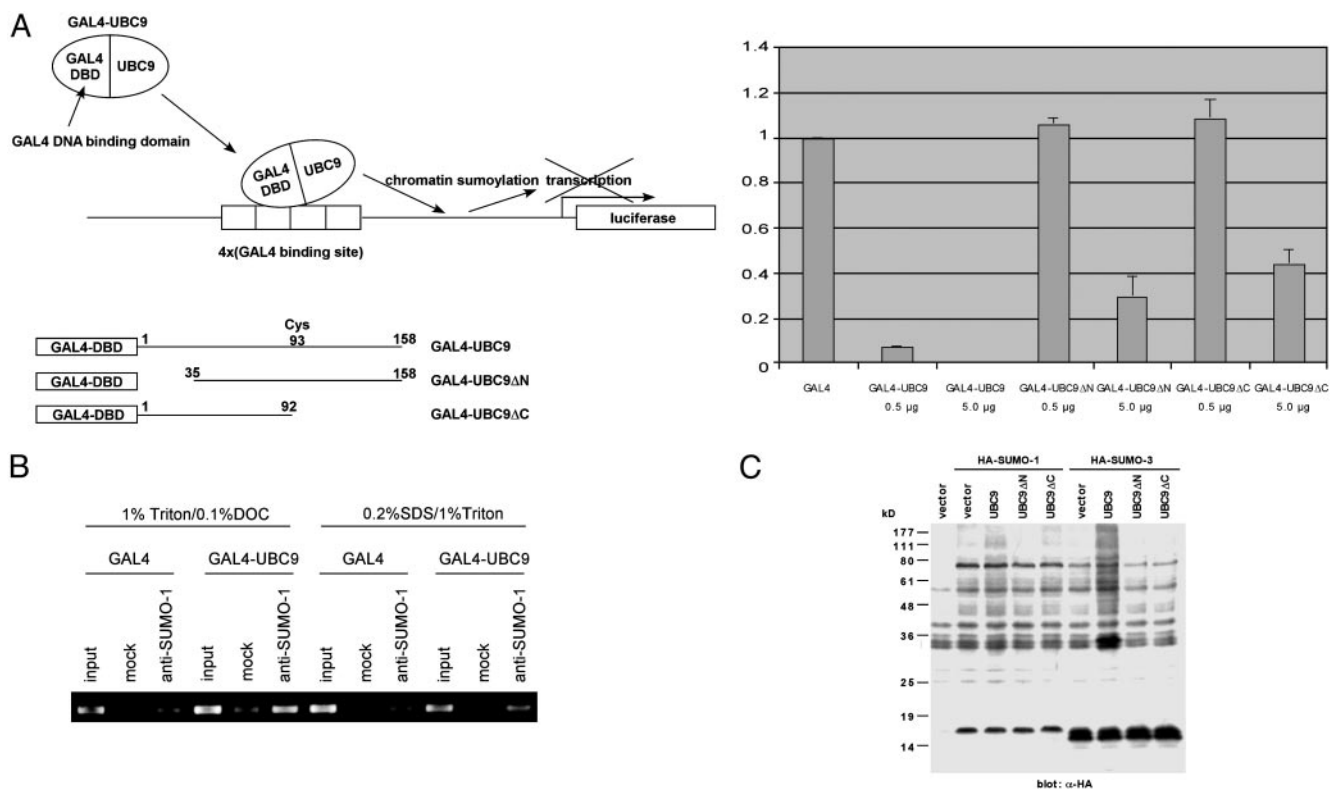 A
GAL4-UBC9
GAL4
DBD
UBC9
GAL4 DNA binding domain
GAL4
DBD
UBC9
chromatin sumoylation
transcription
luciferase
4x(GAL4 binding site)
Cys
GAL4-DBD
1
93
158
GAL4-UBC9
GAL4-DBD
35
158
GAL4-UBC9ΔN
GAL4-DBD
1
92
GAL4-UBC9ΔC
1.4
1.2
1
0.8
0.6
0.4
0.2
0
GAL4
GAL4-UBC9
0.5 µg
GAL4-UBC9
5.0 µg
GAL4-UBC9ΔN
0.5 µg
GAL4-UBC9ΔN
5.0 µg
GAL4-UBC9ΔC
0.5 µg
GAL4-UBC9ΔC
5.0 µg
B
1% Triton/0.1%DOC
0.2%SDS/1%Triton
GAL4
GAL4-UBC9
GAL4
GAL4-UBC9
input
mock
anti-SUMO-1
input
mock
anti-SUMO-1
input
mock
anti-SUMO-1
input
mock
anti-SUMO-1
C
HA-SUMO-1
HA-SUMO-3
kD
vector
vector
UBC9
UBC9ΔN
UBC9ΔC
vector
UBC9
UBC9ΔN
UBC9ΔC
177
111
80
61
48
36
25
19
14
blot: α-HA